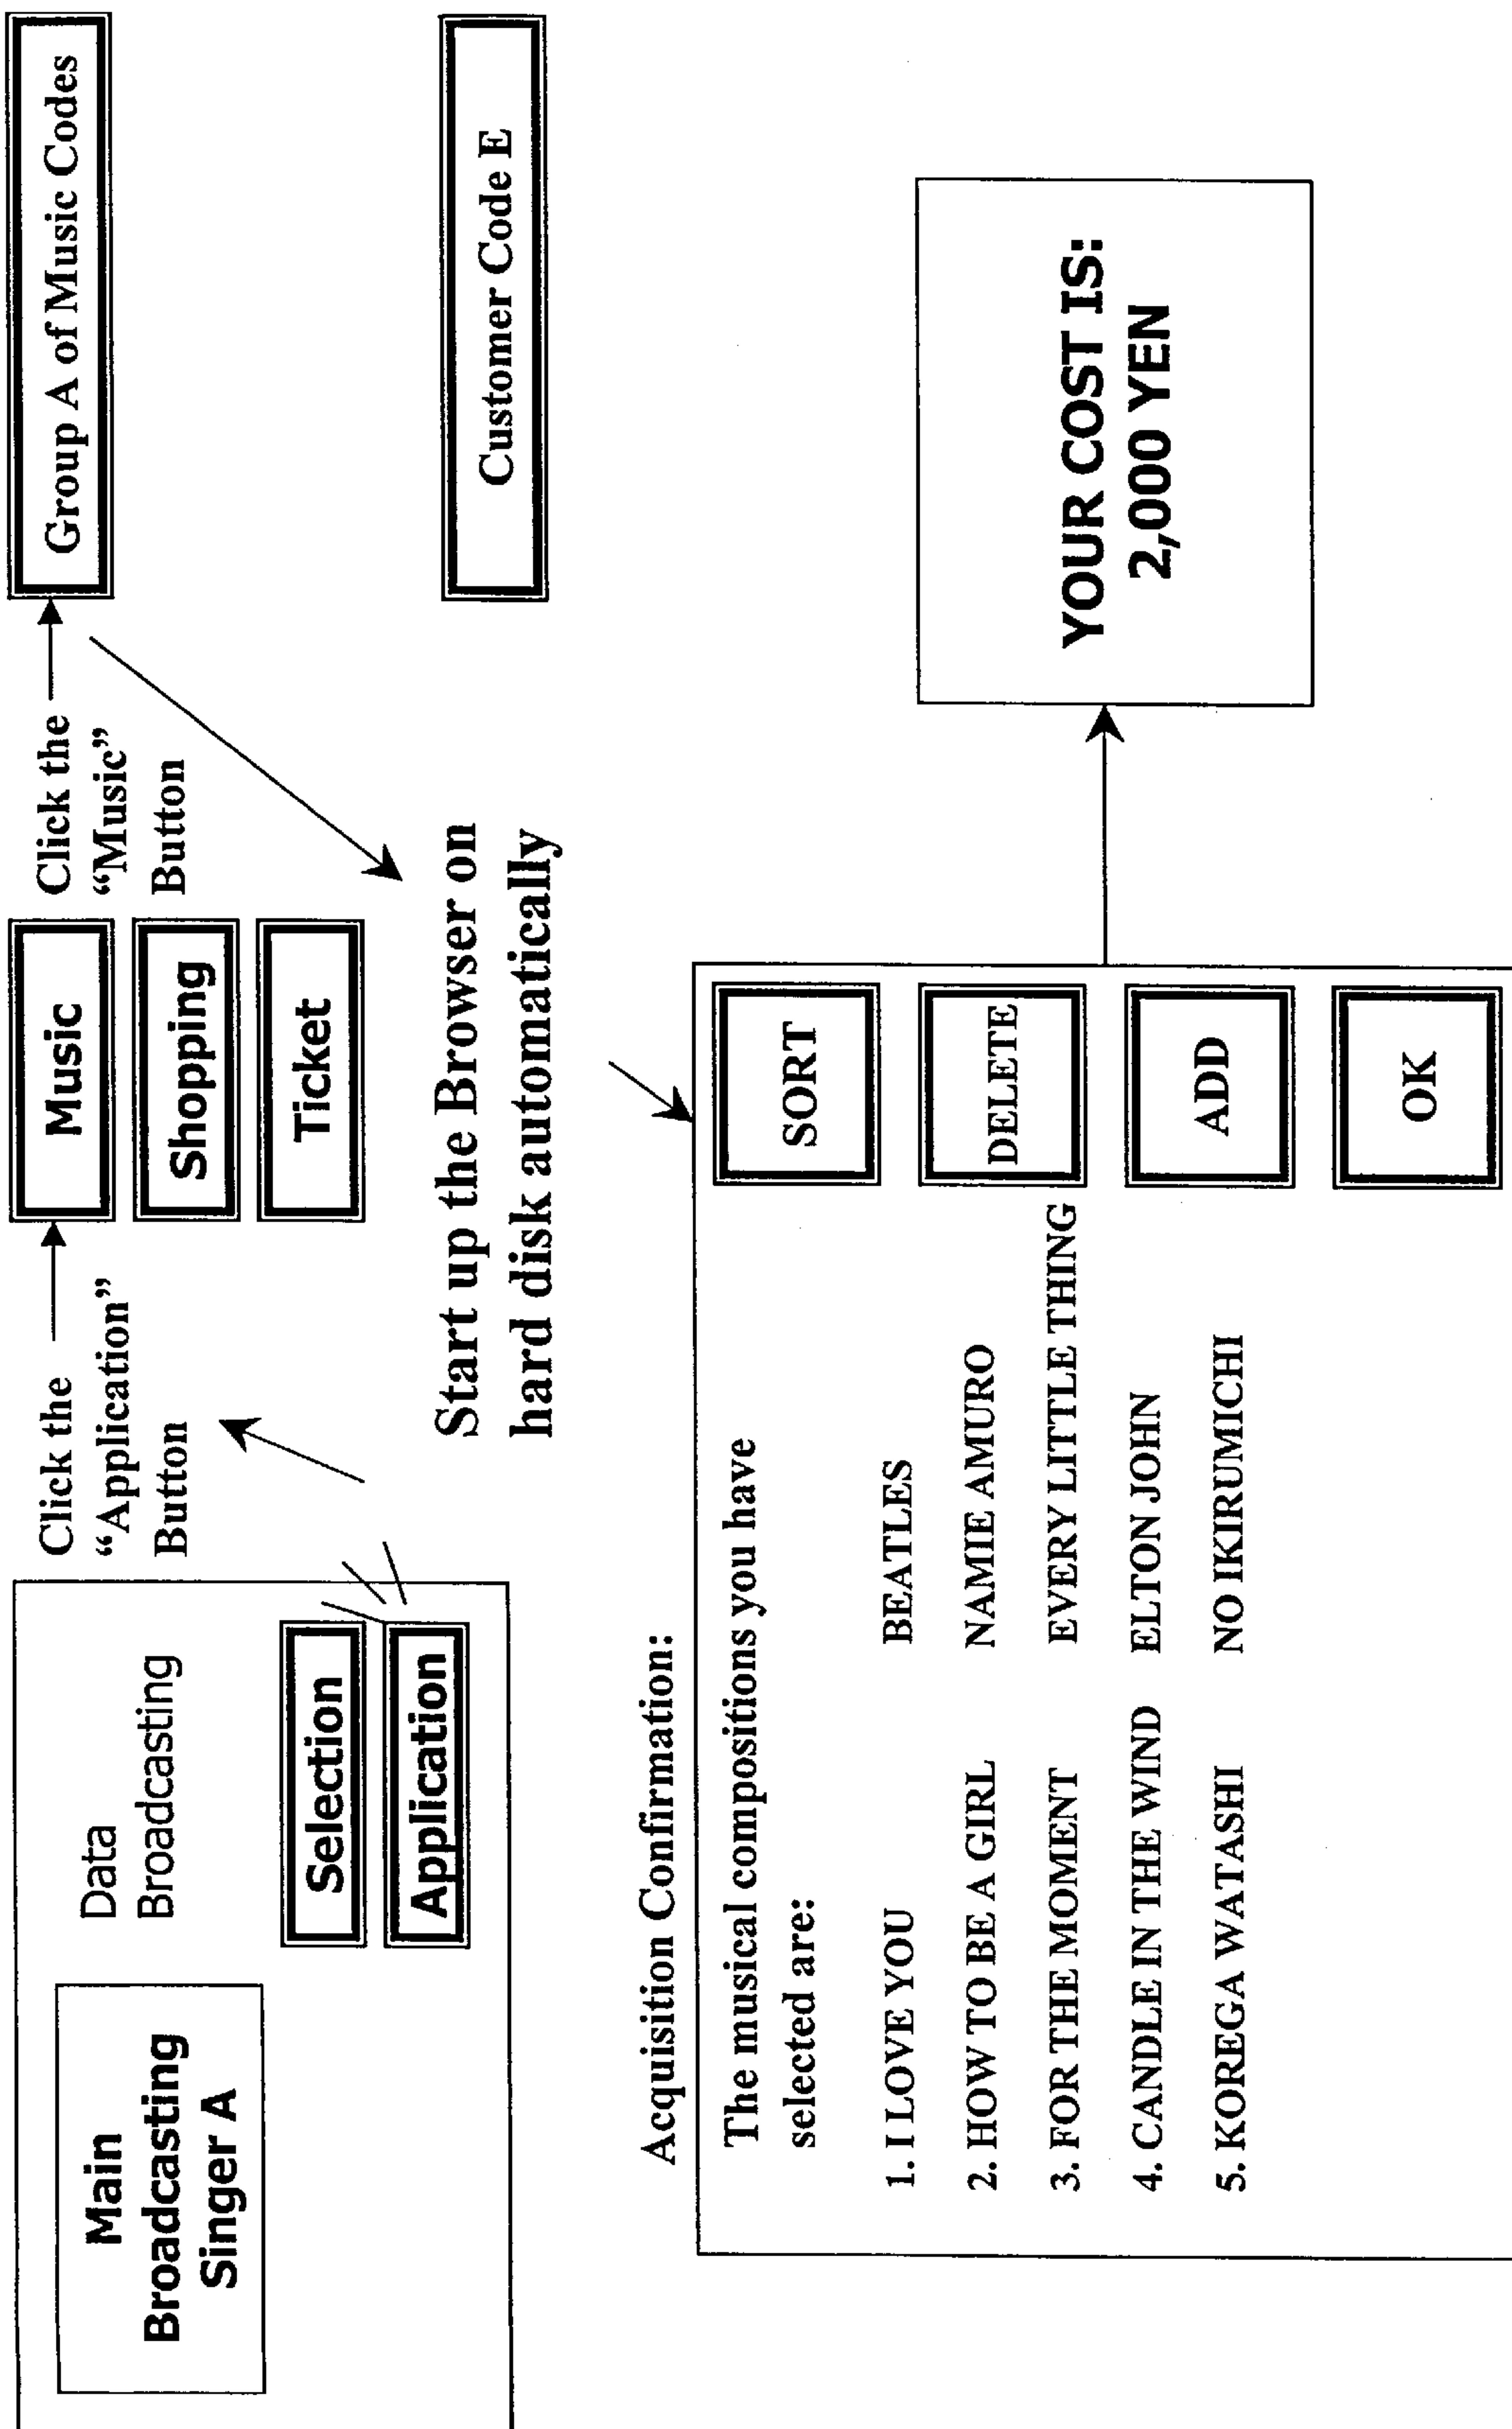 Main
Broadcasting
Singer A
Data
Broadcasting
Selection
Application
Click the
“Application”
Button
Music
Shopping
Ticket
Click the
“Music”
Button
Group A of Music Codes
Customer Code E
Start up the Browser on
hard disk automatically
Acquisition Confirmation:
The musical compositions you have
selected are:
1. I LOVE YOU BEATLES
2. HOW TO BE A GIRL NAMIE AMURO
3. FOR THE MOMENT EVERY LITTLE THING
4. CANDLE IN THE WIND ELTON JOHN
5. KOREGA WATASHI NO IKIRUMICHI
SORT
DELETE
ADD
OK
YOUR COST IS:
2,000 YEN